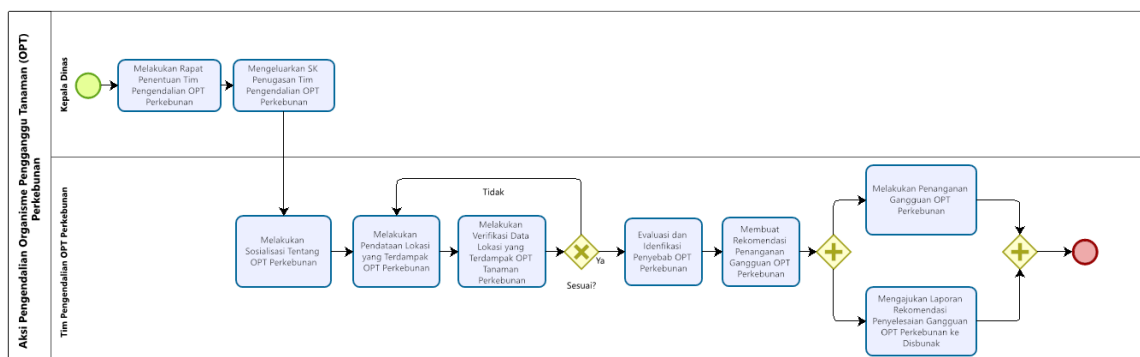 Aksi Pengendalian Organisme Pengganggu Tanaman (OPT)
Perkebunan
Kepala Dinas
Melakukan Rapat
Penentuan Tim
Pengendalian OPT
Perkebunan
Mengeluarkan SK
Penugasan Tim
Pengendalian OPT
Perkebunan
Tim Pengendalian OPT Perkebunan
Melakukan
Sosialisasi Tentang
OPT Perkebunan
Melakukan
Pendataan Lokasi
yang Terdampak
OPT Perkebunan
Melakukan
Verifikasi Data
Lokasi yang
Terdampak OPT
Tanaman
Perkebunan
Tidak
Ya
Sesuai?
Evaluasi dan
Idenfikasi
Penyebab OPT
Perkebunan
Membuat
Rekomendasi
Penanganan
Gangguan OPT
Perkebunan
Melakukan Penanganan
Gangguan OPT
Perkebunan
Mengajukan Laporan
Rekomendasi
Penyelesaian Gangguan
OPT Perkebunan ke
Disbunak